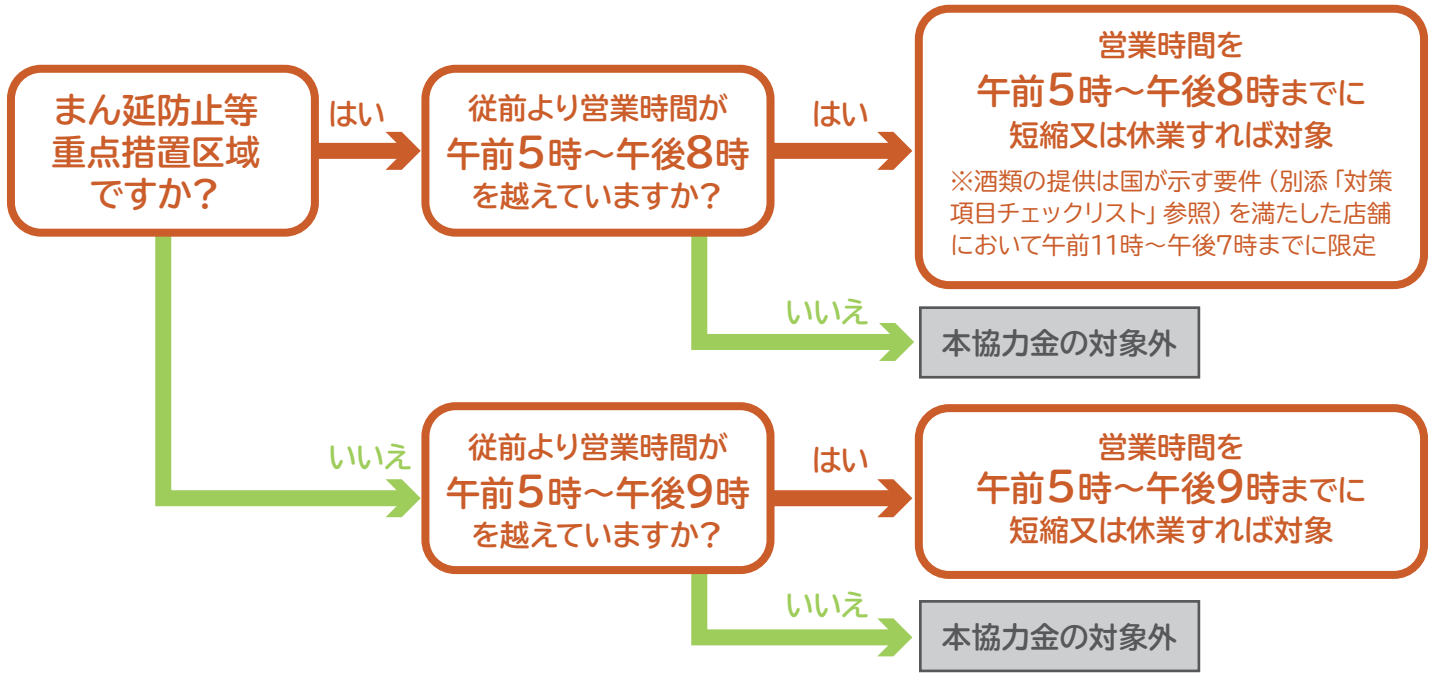 まん延防止等
重点措置区域
ですか？
はい
従前より営業時間が
午前5時～午後8時
を越えていますか？
はい
営業時間を
午前5時～午後8時までに
短縮又は休業すれば対象
※酒類の提供は国が示す要件（別添「対策
項目チェックリスト」参照）を満たした店舗
において午前11時～午後7時までに限定
いいえ
本協力金の対象外
いいえ
従前より営業時間が
午前5時～午後9時
を越えていますか？
はい
営業時間を
午前5時～午後9時までに
短縮又は休業すれば対象
いいえ
本協力金の対象外